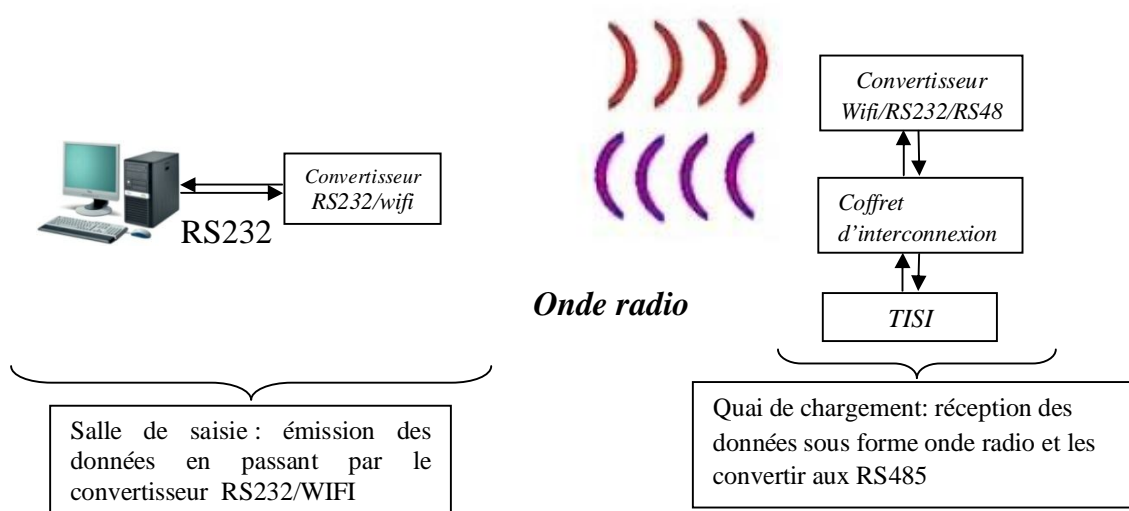 Convertisseur
RS232/wifi
RS232
Onde radio
Convertisseur
Wifi/RS232/RS48
Coffret
d'interconnexion
TISI
Salle de saisie : émission des
données en passant par le
convertisseur RS232/WIFI
Quai de chargement: réception des
données sous forme onde radio et les
convertir aux RS485